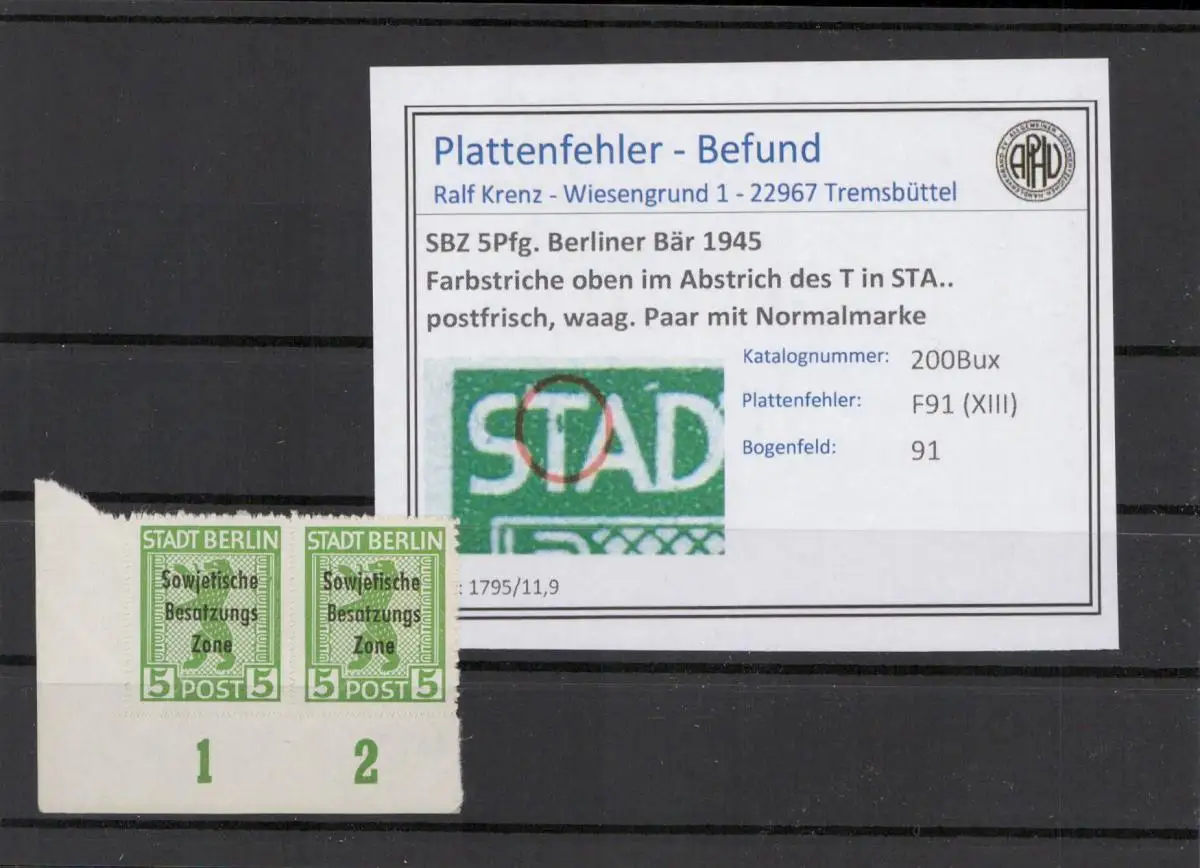 Plattenfehler - Befund
Ralf Krenz - Wiesengrund 1 - 22967 Tremsbüttel
APHV
SBZ 5Pfg. Berliner Bär 1945
Farbstriche oben im Abstrich des T in STA..
postfrisch, waag. Paar mit Normalmarke
Katalognummer: 200Bux
Plattenfehler: F91 (XIII)
Bogenfeld: 91
STAD
: 1795/11,9
STADT BERLIN STADT BERLIN
Sowjetische Sowjetische
Besatzungs Besatzungs
Zone Zone
5 POST 5 5 POST 5
1 2